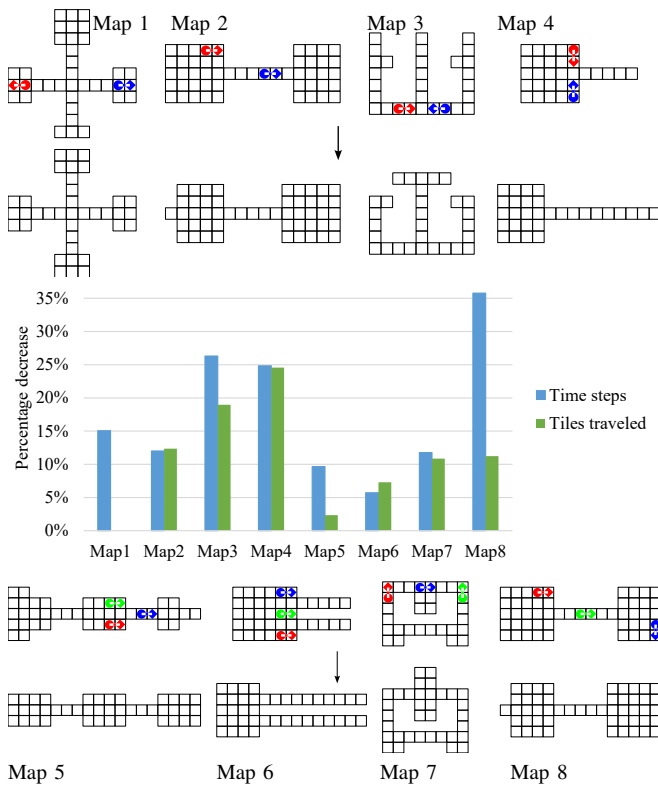 Map 1
Map 2
Map 3
Map 4
35%
30%
25%
20%
15%
10%
5%
0%
Percentage decrease
Map1 Map2 Map3 Map4 Map5 Map6 Map7 Map8
Time steps
Tiles traveled
Map 5
Map 6
Map 7
Map 8